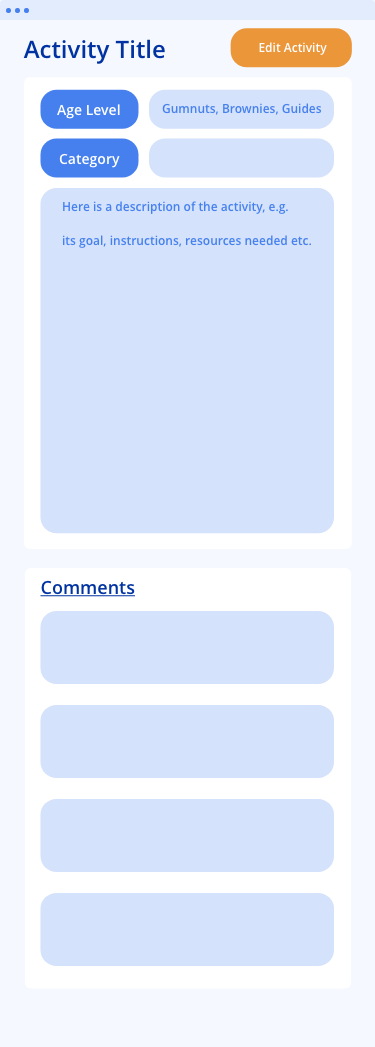 Activity Title
Edit Activity
Age Level
Gumnuts, Brownies, Guides
Category
Here is a description of the activity, e.g.
its goal, instructions, resources needed etc.
Comments